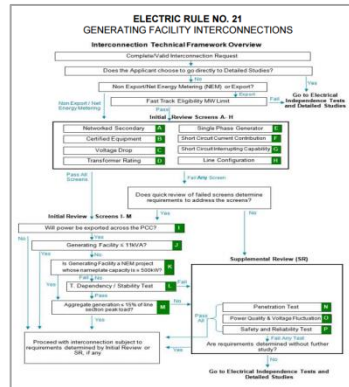 ELECTRIC RULE NO. 21
GENERATING FACILITY INTERCONNECTIONS
Interconnection Technical Framework Overview
Complete/Valid Interconnection Request
Does the Applicant choose to go directly to Detailed Studies?
No
Yes
Non Export/Net Energy Metering (NEM) or Export?
Non Export / Net
Energy Metering
Export
Fast Track Eligibility MW Limit
Fail
Go to Electrical
Independence Tests
and Detailed Studies
Pass
Initial Review Screens A- H
Networked Secondary A
Single Phase Generator E
Certified Equipment B
Short Circuit Current Contribution F
Voltage Drop C
Short Circuit Interrupting Capability G
Transformer Rating D
Line Configuration H
Pass All
Screens
Fail Any Screen
Does quick review of failed screens determine
requirements to address the screens?
Yes
No
Initial Review Screens I- M
Will power be exported across the PCC? I
No
Yes
Generating Facility ≤ 11kVA? J
Yes
No
Is Generating Facility a NEM project
whose nameplate capacity is ≤ 500kW? K
Yes
No
T. Dependency / Stability Test L
Fail
Pass
Aggregate generation ≤ 15% of line
section peak load? M
No
Yes
Supplemental Review (SR)
Penetration Test N
Power Quality & Voltage Fluctuation O
Safety and Reliability Test P
Pass
All
Fail Any Test
Are requirements determined without further
study?
Yes
No
Proceed with interconnection subject to
requirements determined by Initial Review or
SR, if any
Go to Electrical Independence Tests and
Detailed Studies